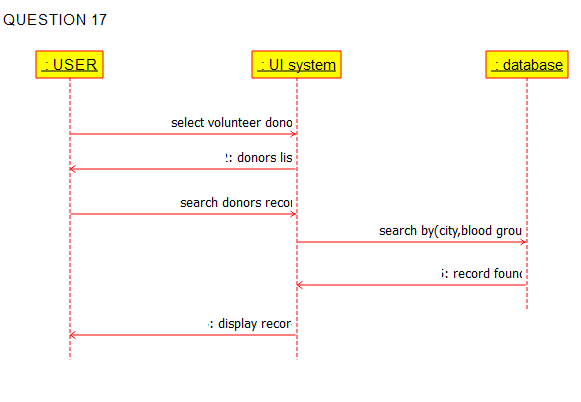 QUESTION 17
: USER
: UI system
: database
select volunteer dono
: donors lis
search donors recor
search by(city,blood grou
: record found
: display recor